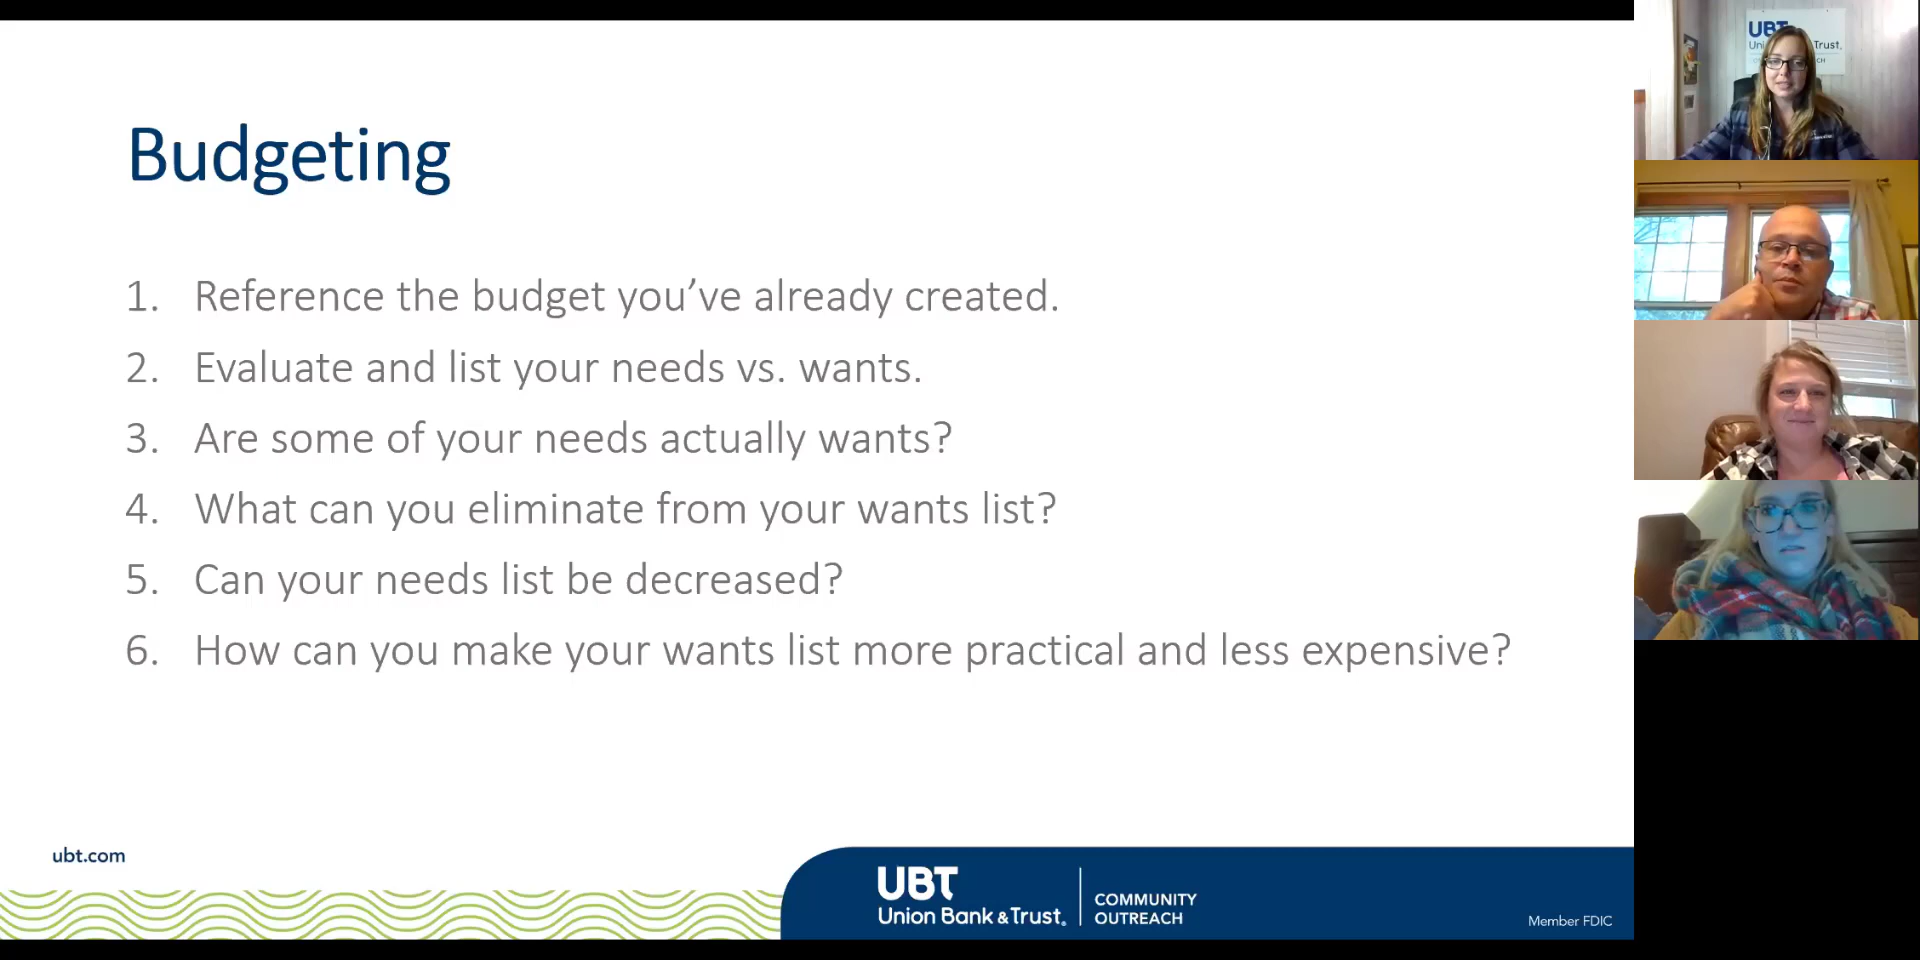 Budgeting
1. Reference the budget you’ve already created.
2. Evaluate and list your needs vs. wants.
3. Are some of your needs actually wants?
4. What can you eliminate from your wants list?
5. Can your needs list be decreased?
6. How can you make your wants list more practical and less expensive?
ubt.com
UBT
Union Bank & Trust®
COMMUNITY
OUTREACH
Member FDIC
UBT
Trust.